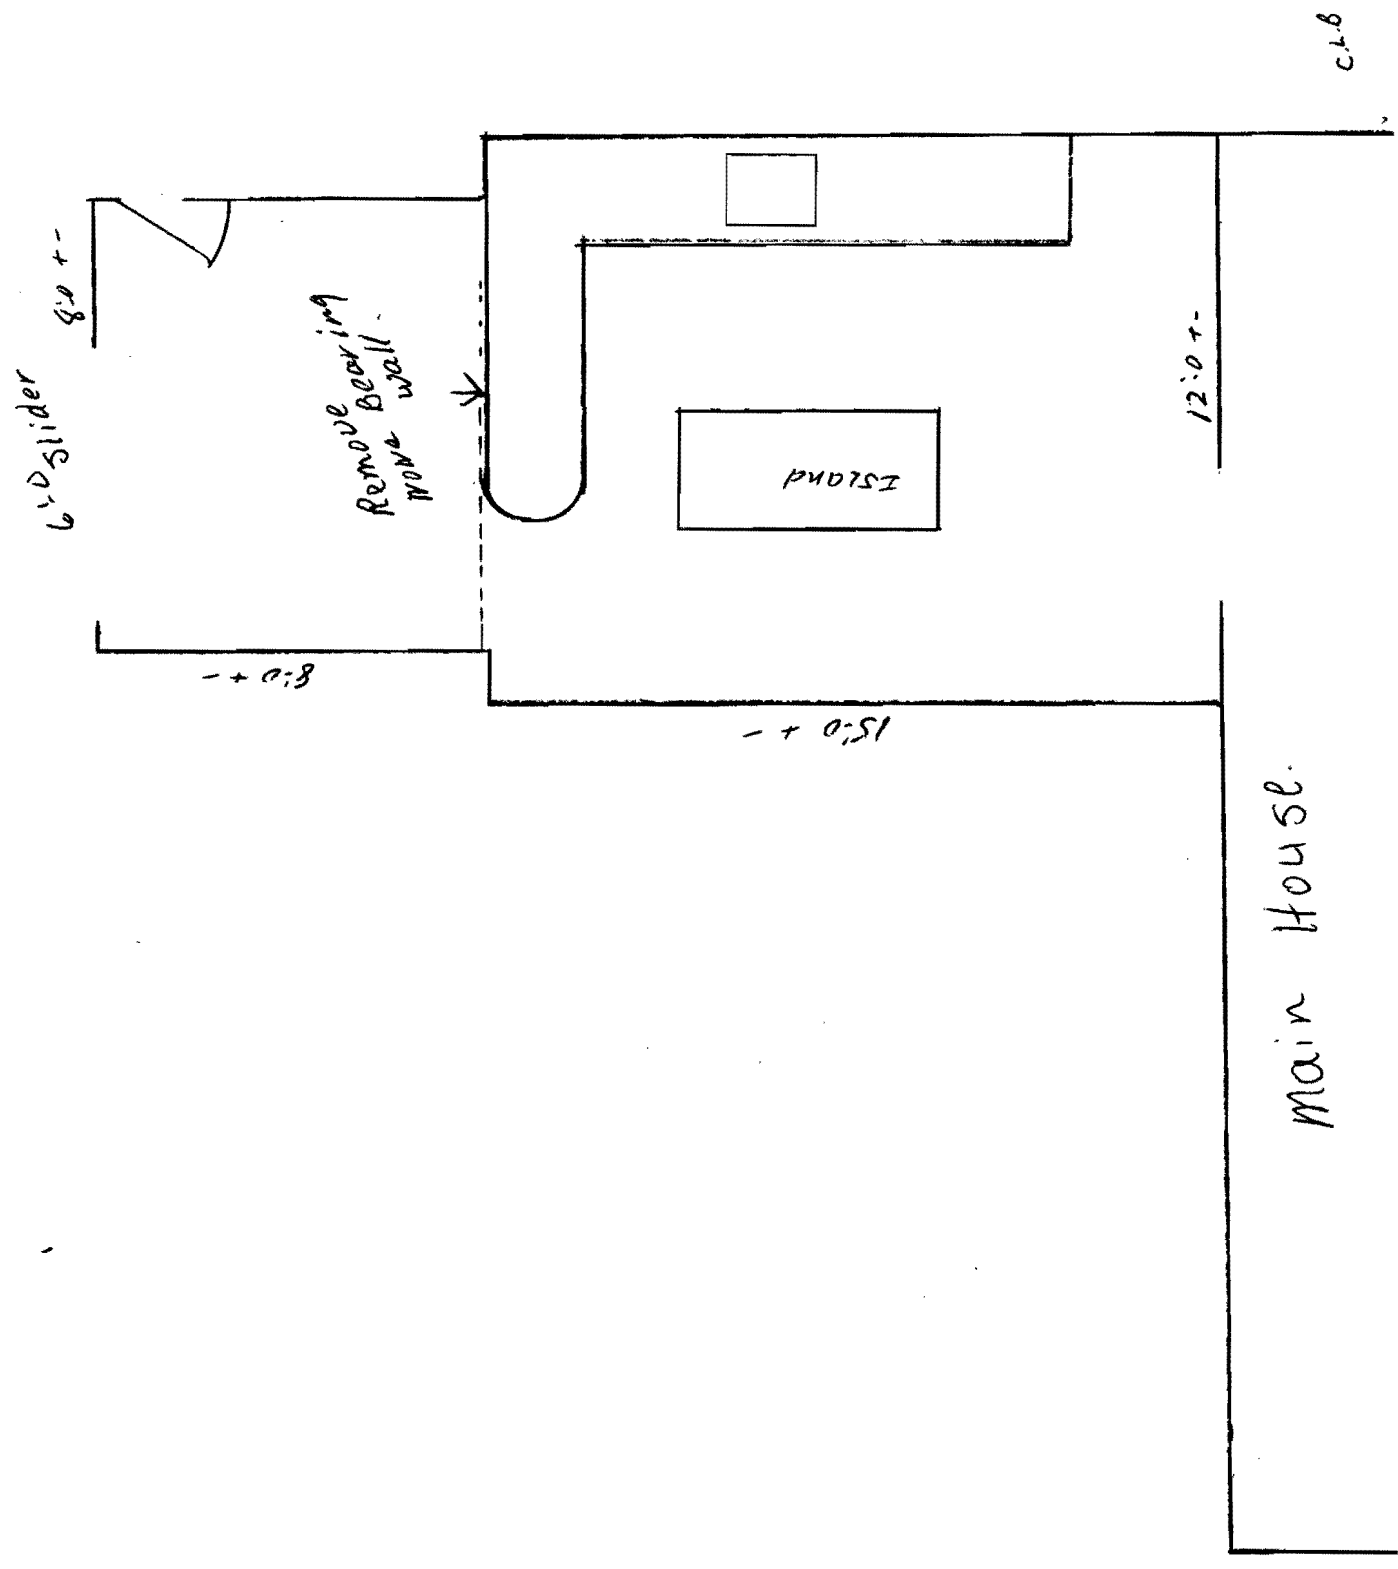 6'-0 slider
8'.0 + -
Remove
None Bearing
Wall.
8'.0 + -
Island
12'.0 + -
15'.0 + -
Main House.
C.L.B